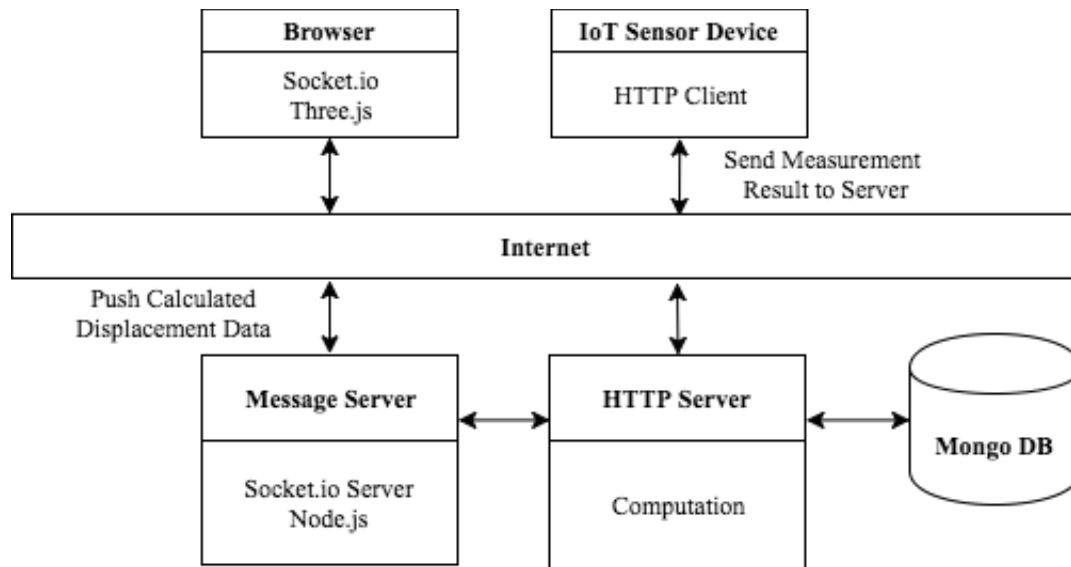 Browser
Socket.io
Three.js
IoT Sensor Device
HTTP Client
Send Measurement
Result to Server
Internet
Push Calculated
Displacement Data
Message Server
Socket.io Server
Node.js
HTTP Server
Computation
Mongo DB